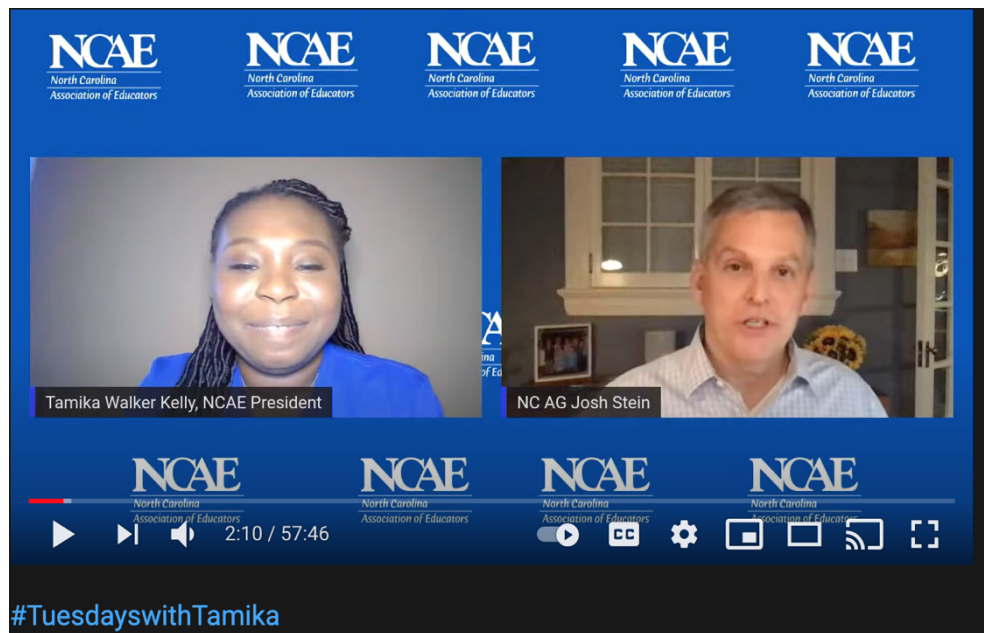 NCAE
North Carolina
Association of Educators
NCAE
North Carolina
Association of Educators
NCAE
North Carolina
Association of Educators
NCAE
North Carolina
Association of Educators
NCAE
North Carolina
Association of Educators
Tamika Walker Kelly, NCAE President
NC AG Josh Stein
NCAE
North Carolina
Association of Educators
NCAE
North Carolina
Association of Educators
NCAE
North Carolina
Association of Educators
NCAE
North Carolina
Association of Educators
2:10 / 57:46
CC
#TuesdayswithTamika